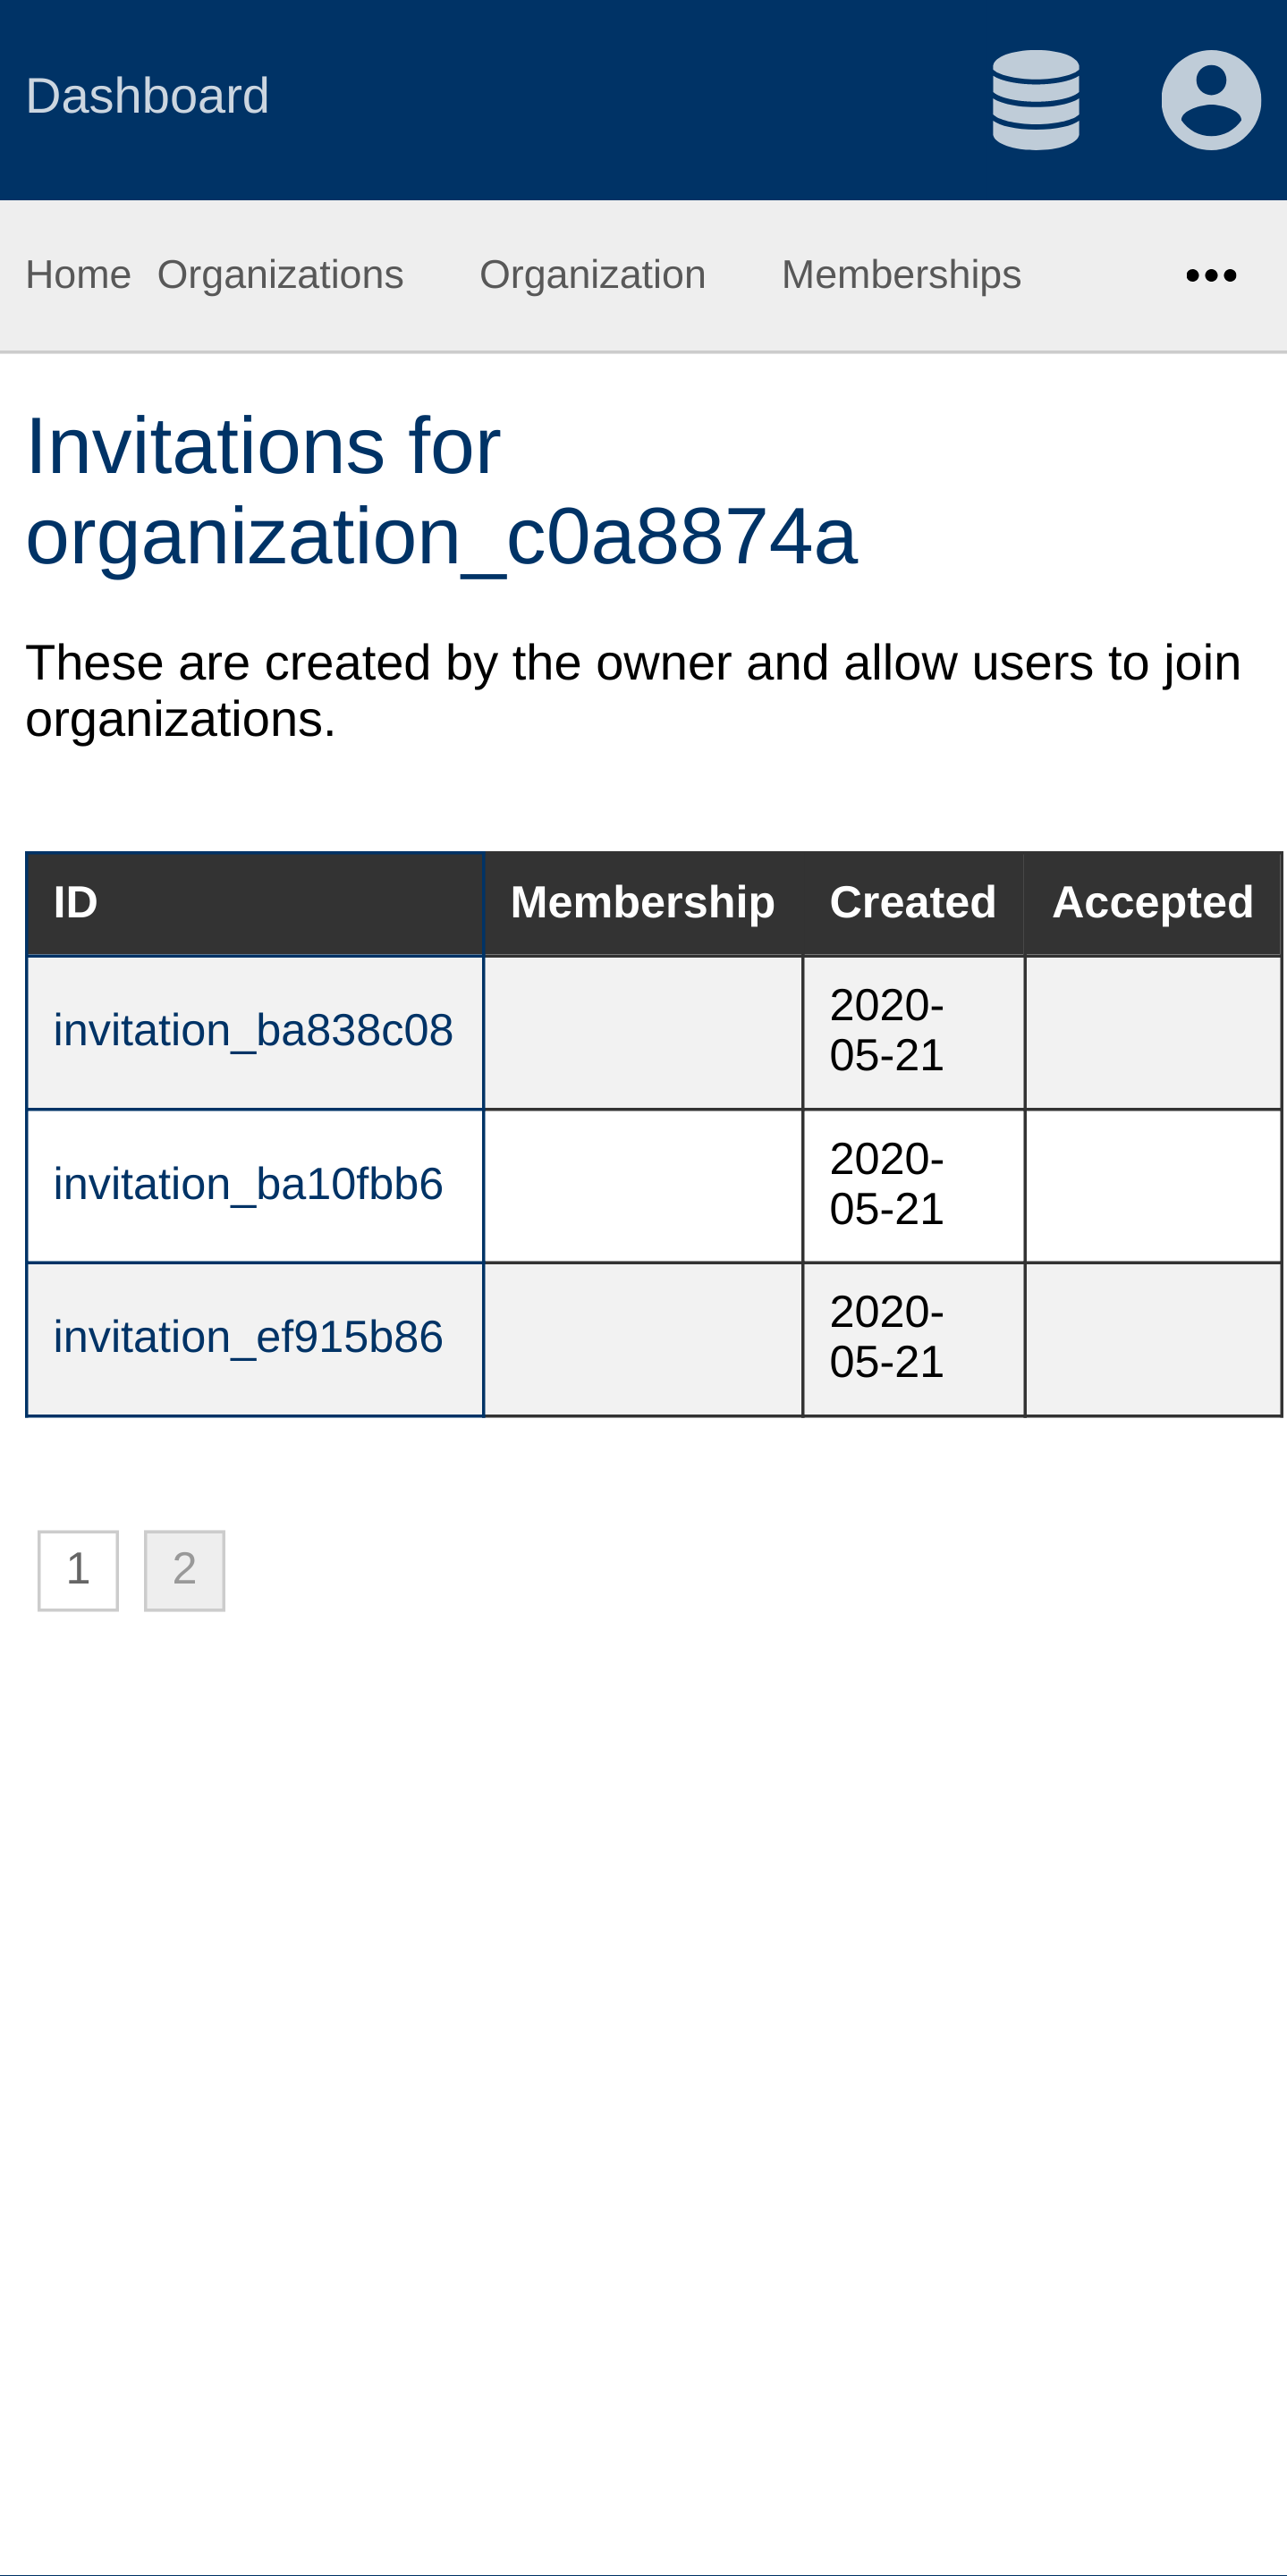 Dashboard
Home Organizations Organization Memberships •••
Invitations for
organization_c0a8874a
These are created by the owner and allow users to join
organizations.
ID Membership Created Accepted
invitation_ba838c08 2020-
05-21
invitation_ba10fbb6 2020-
05-21
invitation_ef915b86 2020-
05-21
1 2